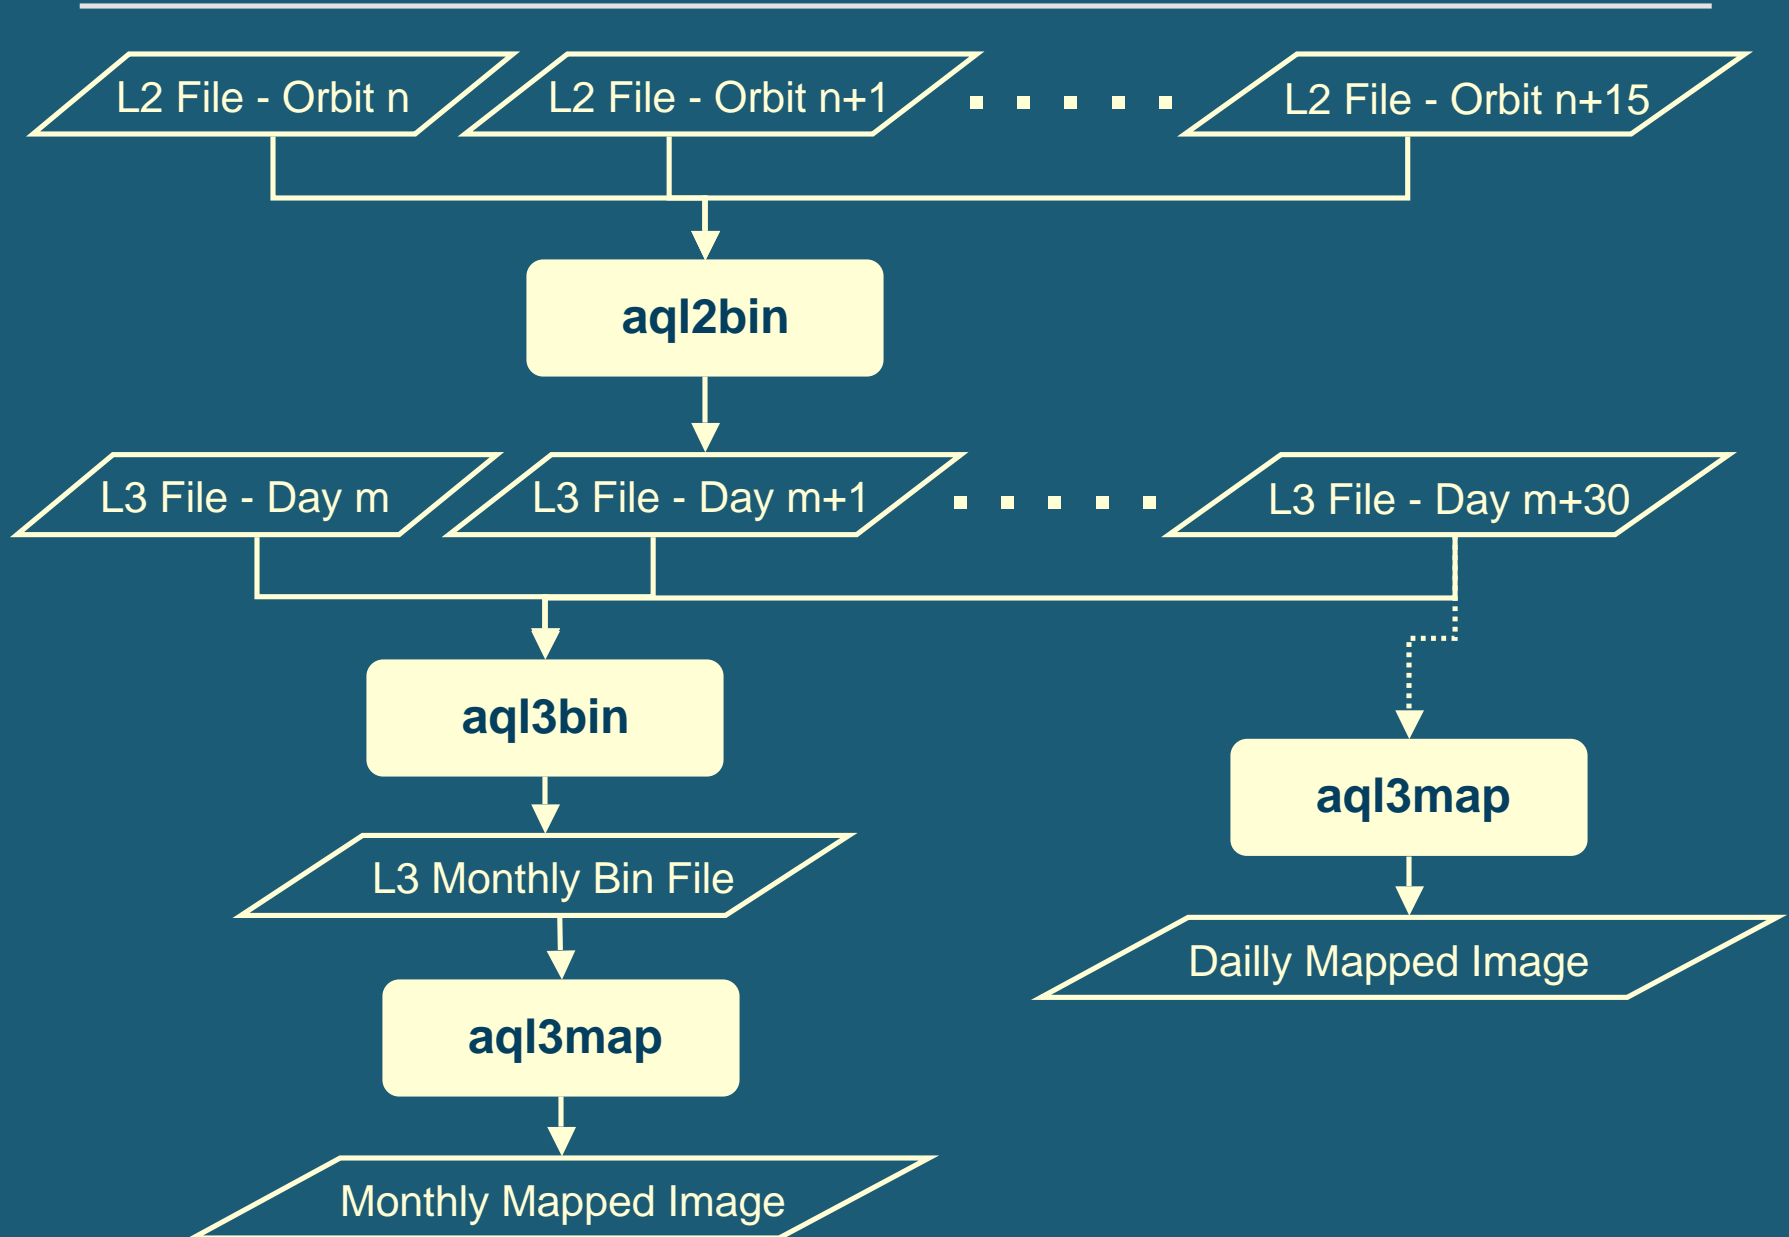 L2 File - Orbit n
L2 File - Orbit n+1
L2 File - Orbit n+15
aql2bin
L3 File - Day m
L3 File - Day m+1
L3 File - Day m+30
aql3bin
aql3map
L3 Monthly Bin File
Dailly Mapped Image
aql3map
Monthly Mapped Image